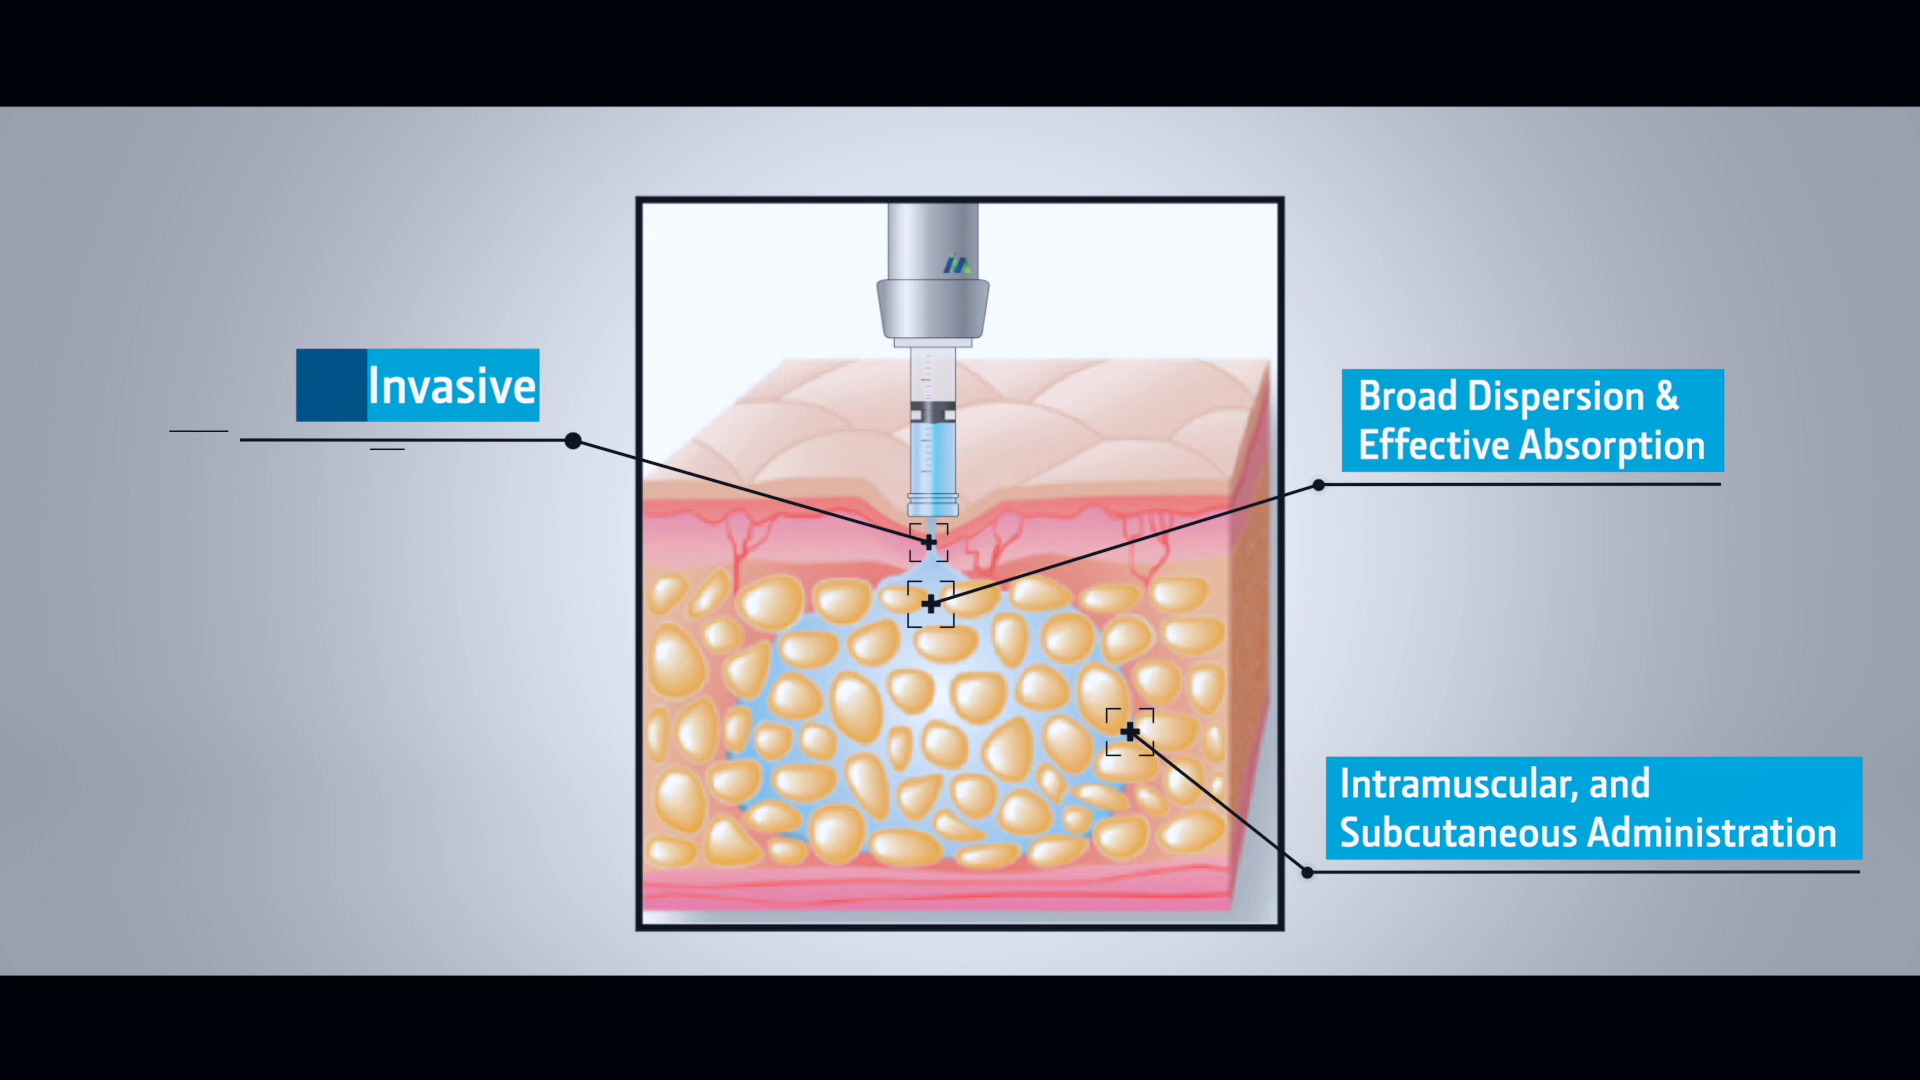 Invasive
Broad Dispersion &
Effective Absorption
Intramuscular, and
Subcutaneous Administration